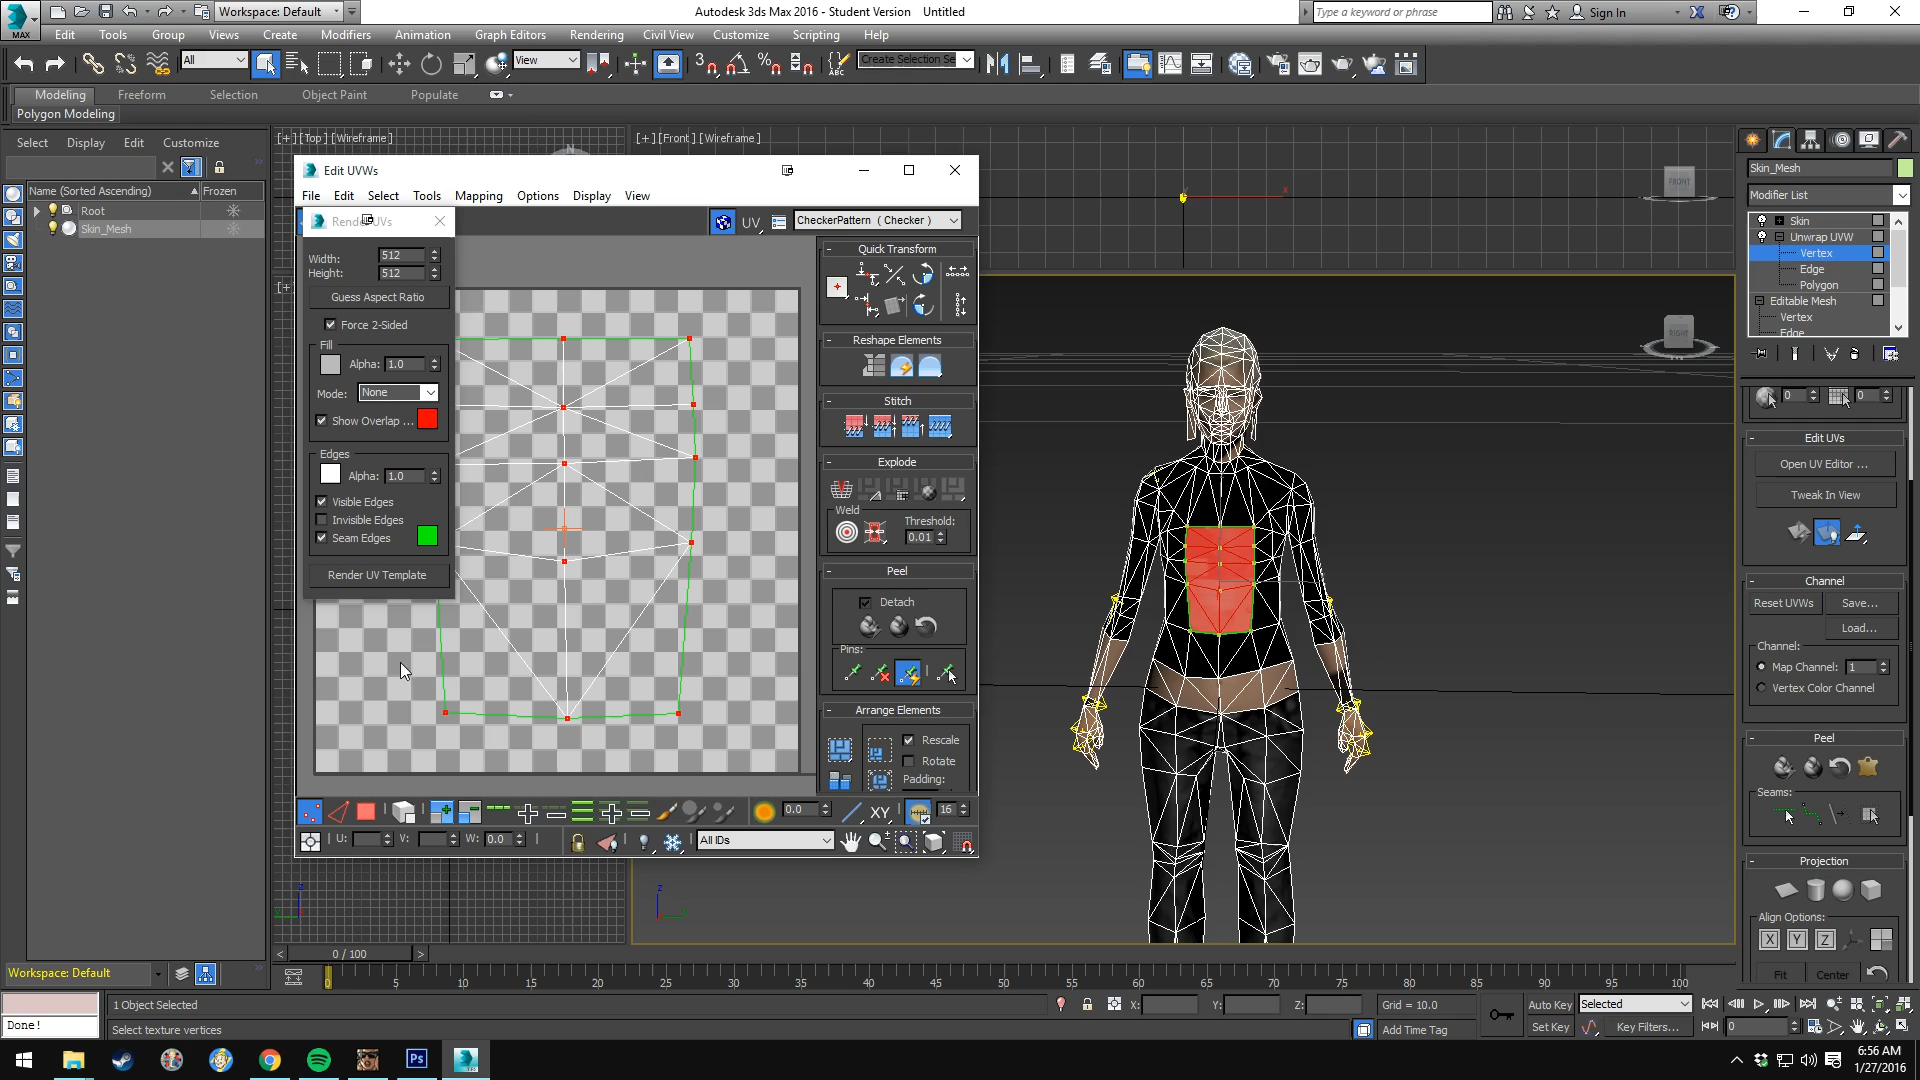 Workspace: Default
Autodesk 3ds Max 2016 - Student Version Untitled
Type a keyword or phrase
Sign In
MAX
Edit Tools Group Views Create Modifiers Animation Graph Editors Rendering Civil View Customize Scripting Help
All
View
Create Selection Se
Modeling Freeform Selection Object Paint Populate
Polygon Modeling
Select Display Edit Customize
Name (Sorted Ascending) Frozen
Root
Skin_Mesh
[+] [Top] [Wireframe]
[+] [Front] [Wireframe]
Edit UVWs
File Edit Select Tools Mapping Options Display View
UV
CheckerPattern ( Checker )
Width: 512
Height: 512
Guess Aspect Ratio
Force 2-Sided
Fill
Alpha: 1.0
Mode: None
Show Overlap ...
Edges
Alpha: 1.0
Visible Edges
Invisible Edges
Seam Edges
Render UV Template
Quick Transform
Reshape Elements
Stitch
Explode
Weld
Threshold:
0.01
Peel
Detach
Pins:
Arrange Elements
Rescale
Rotate
Padding:
0.0
XY
16
U: V: W: 0.0
All IDs
FRONT
RIGHT
Skin_Mesh
Modifier List
Skin
Unwrap UVW
Vertex
Edge
Polygon
Editable Mesh
Vertex
Edge
0 0
Edit UVs
Open UV Editor ...
Tweak In View
Channel
Reset UVWs Save...
Load...
Channel:
Map Channel: 1
Vertex Color Channel
Peel
Seams:
Projection
Align Options:
X Y Z
Fit Center
0 / 100
Workspace: Default
0 5 10 15 20 25 30 35 40 45 50 55 60 65 70 75 80 85 90 95 100
1 Object Selected
X: Y: Z: Grid = 10.0
Auto Key Selected
Done!
Select texture vertices
Add Time Tag
Set Key Key Filters...
0
6:56 AM
1/27/2016